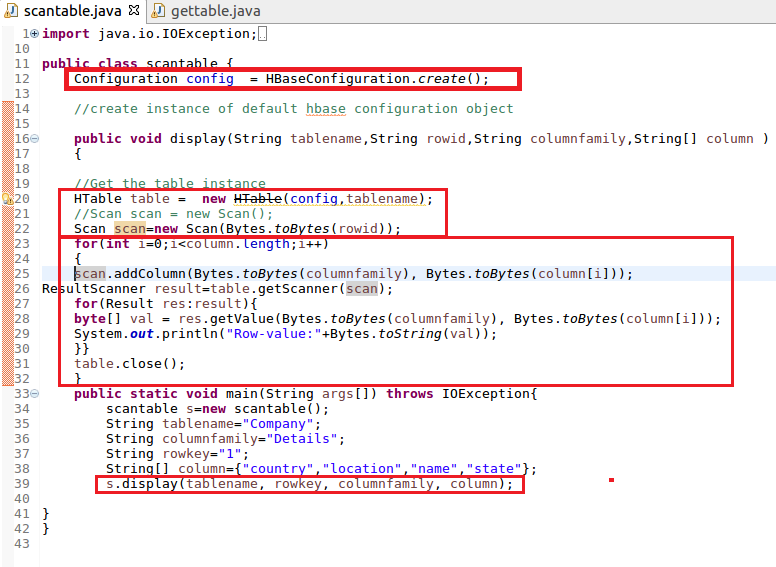 scantable.java gettable.java
1 import java.io.IOException;
10
11 public class scantable {
12 Configuration config = HBaseConfiguration.create();
13
14 //create instance of default hbase configuration object
15
16 public void display(String tablename,String rowid,String columnfamily,String[] column )
17 {
18
19 //Get the table instance
20 HTable table = new HTable(config,tablename);
21 //Scan scan = new Scan();
22 Scan scan=new Scan(Bytes.toBytes(rowid));
23 for(int i=0;i<column.length;i++)
24 {
25 scan.addColumn(Bytes.toBytes(columnfamily), Bytes.toBytes(column[i]));
26 ResultScanner result=table.getScanner(scan);
27 for(Result res:result){
28 byte[] val = res.getValue(Bytes.toBytes(columnfamily), Bytes.toBytes(column[i]));
29 System.out.println("Row-value:"+Bytes.toString(val));
30 }}
31 table.close();
32 }
33 public static void main(String args[]) throws IOException{
34 scantable s=new scantable();
35 String tablename="Company";
36 String columnfamily="Details";
37 String rowkey="1";
38 String[] column={"country","location","name","state"};
39 s.display(tablename, rowkey, columnfamily, column);
40
41 }
42 }
43